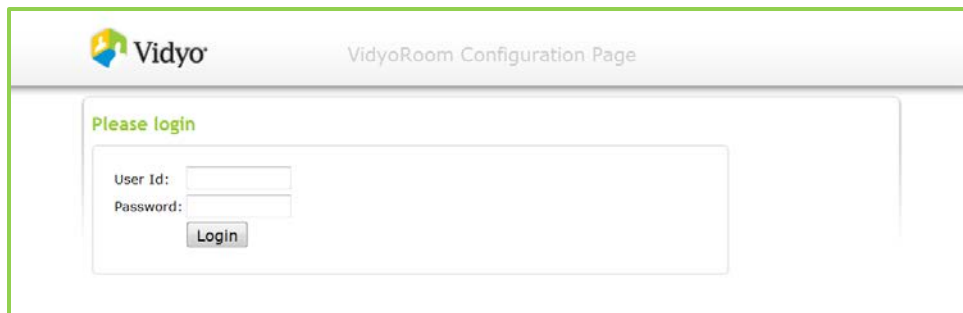 Vidyo
VidyoRoom Configuration Page
Please login
User Id:
Password:
Login